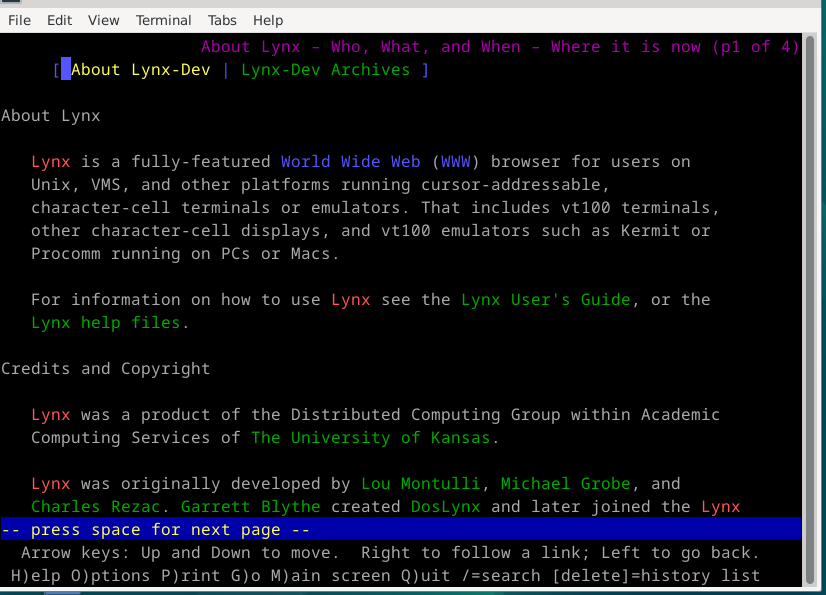 File Edit View Terminal Tabs Help
About Lynx – Who, What, and When – Where it is now (p1 of 4)
[ About Lynx-Dev | Lynx-Dev Archives ]
About Lynx
Lynx is a fully-featured World Wide Web (WWW) browser for users on
Unix, VMS, and other platforms running cursor-addressable,
character-cell terminals or emulators. That includes vt100 terminals,
other character-cell displays, and vt100 emulators such as Kermit or
Procomm running on PCs or Macs.
For information on how to use Lynx see the Lynx User's Guide, or the
Lynx help files.
Credits and Copyright
Lynx was a product of the Distributed Computing Group within Academic
Computing Services of The University of Kansas.
Lynx was originally developed by Lou Montulli, Michael Grobe, and
Charles Rezac. Garrett Blythe created DosLynx and later joined the Lynx
-- press space for next page --
Arrow keys: Up and Down to move. Right to follow a link; Left to go back.
H)elp O)ptions P)rint G)o M)ain screen Q)uit /=search [delete]=history list